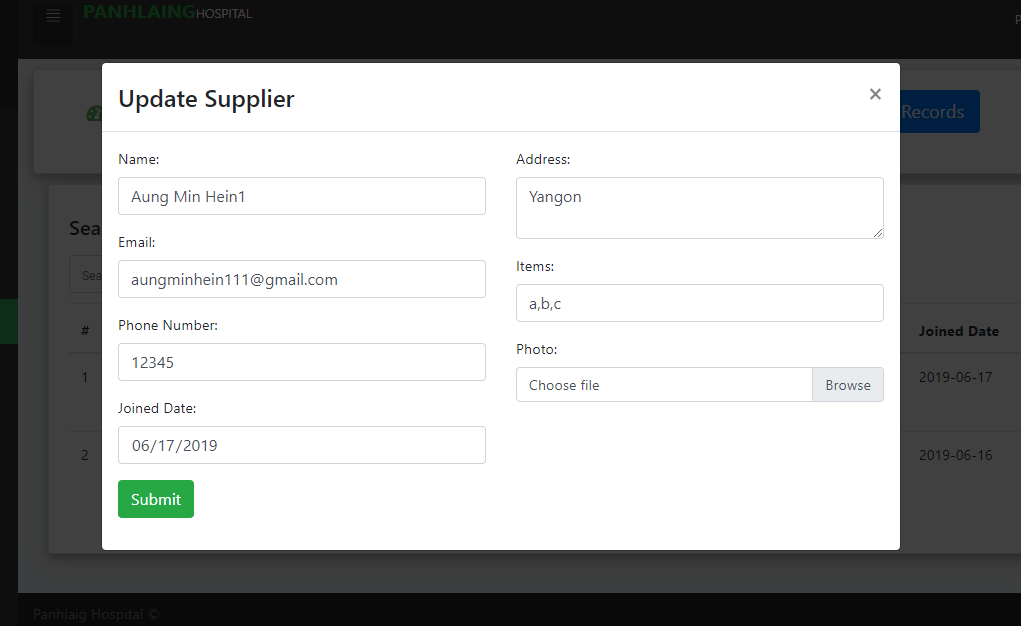 PANHLAINGHOSPITAL
P
Update Supplier
×
Records
Name:
Aung Min Hein1
Email:
aungminhein111@gmail.com
Phone Number:
12345
Joined Date:
06/17/2019
Submit
Address:
Yangon
Items:
a,b,c
Photo:
Choose file
Browse
Sea
Sea
#
Joined Date
1
2019-06-17
2
2019-06-16
Panhlaig Hospital ©